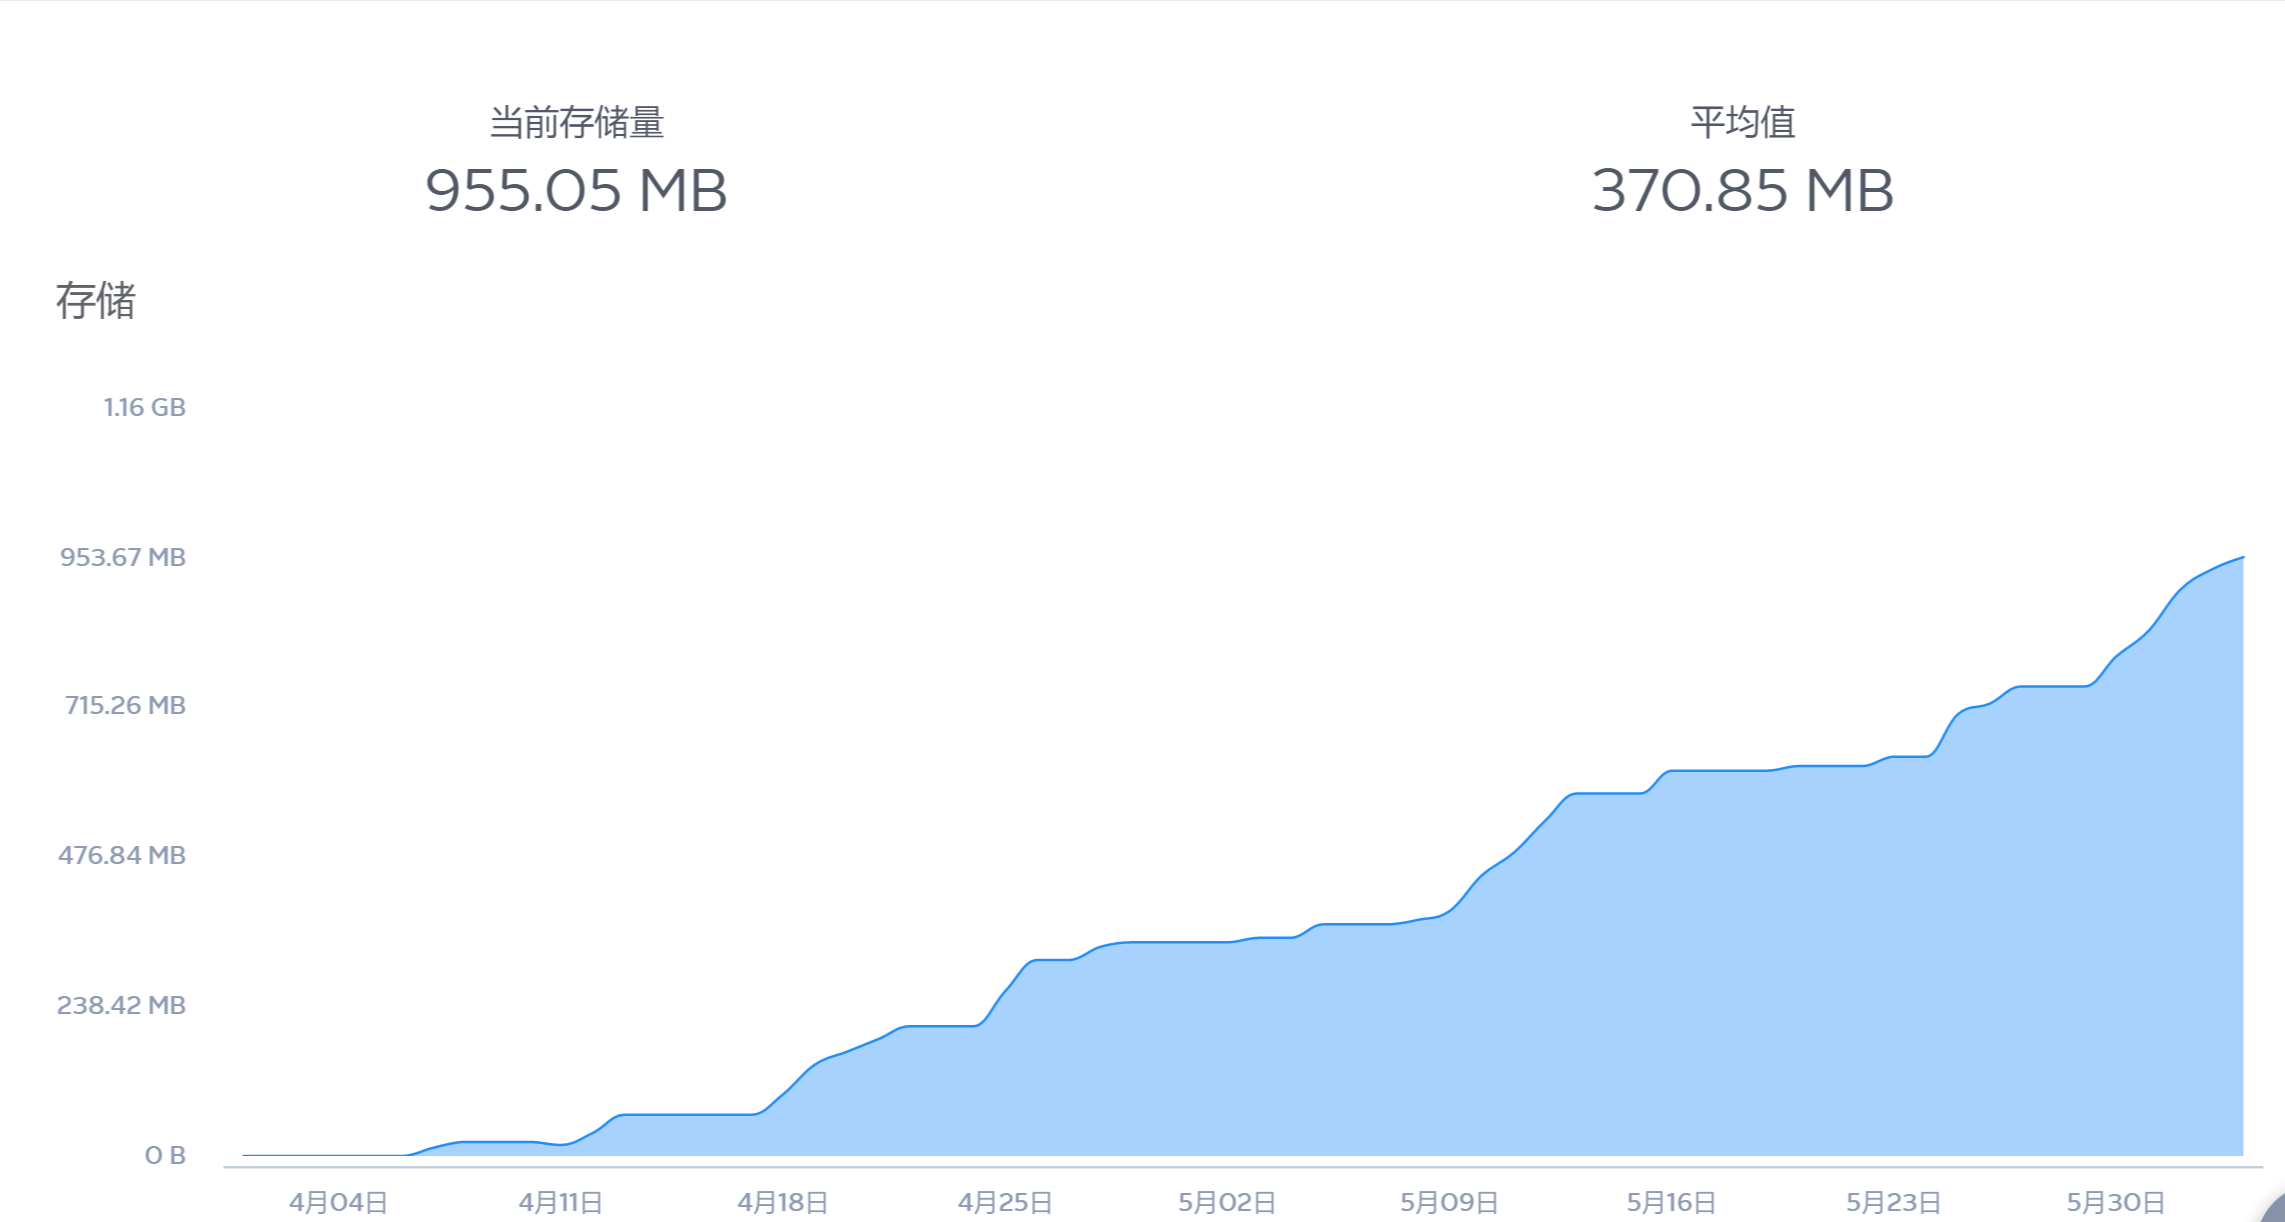 当前存储量
955.05 MB
平均值
370.85 MB
存储
1.16 GB
953.67 MB
715.26 MB
476.84 MB
238.42 MB
0 B
4月04日 4月11日 4月18日 4月25日 5月02日 5月09日 5月16日 5月23日 5月30日